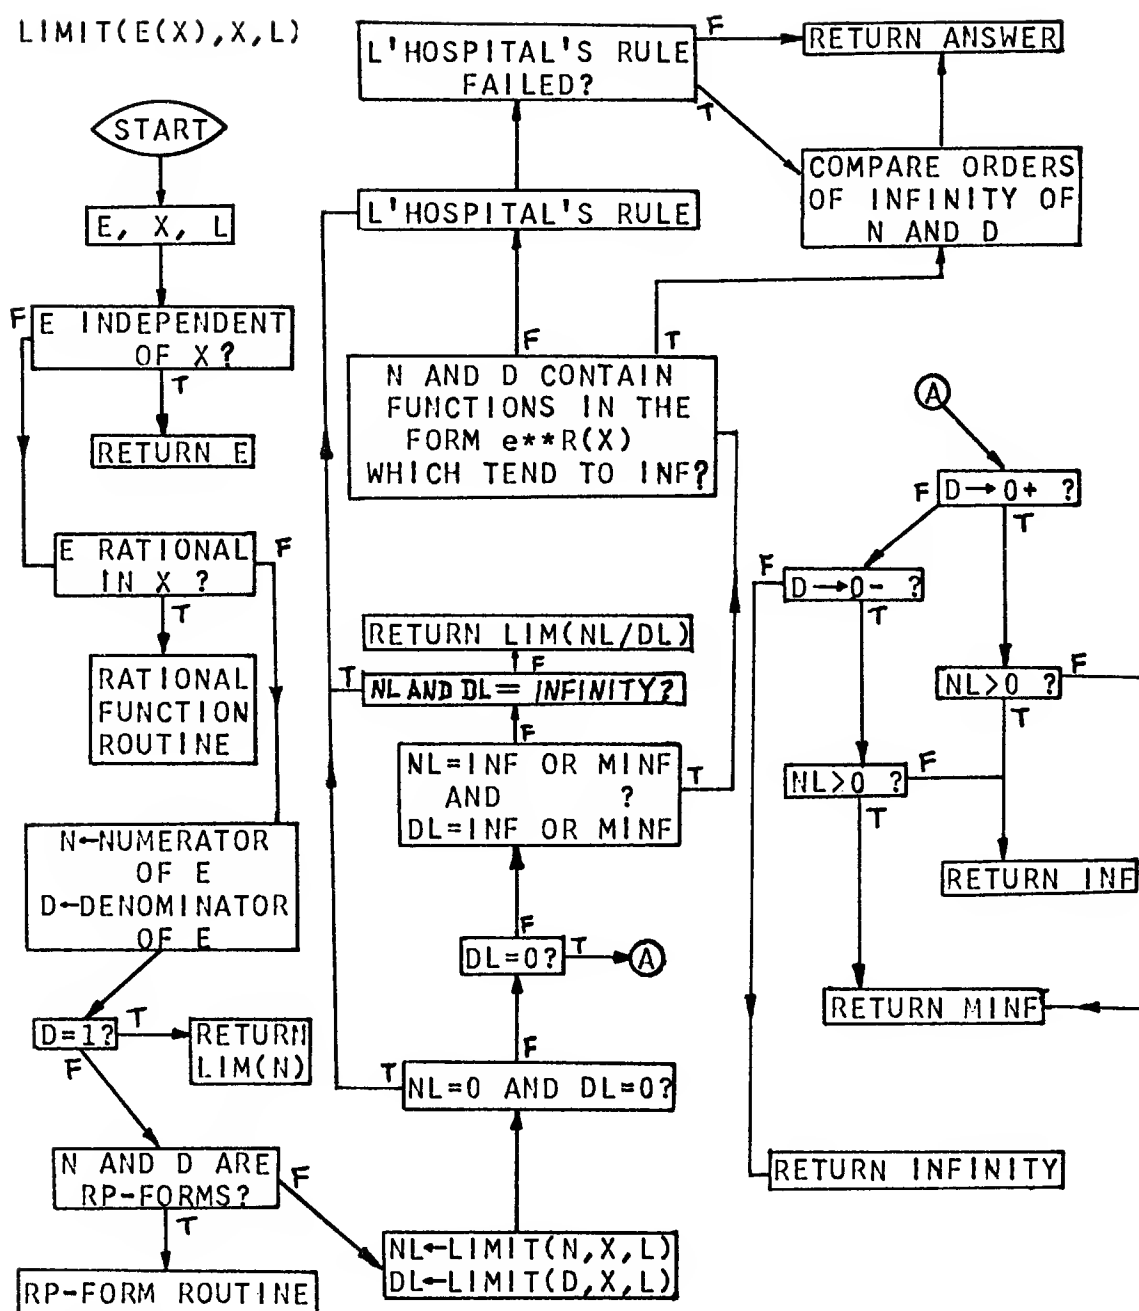 LIMIT(E(X),X,L)
START
E, X, L
E INDEPENDENT
OF X?
F
T
RETURN E
E RATIONAL
IN X ?
F
T
RATIONAL
FUNCTION
ROUTINE
N←NUMERATOR
OF E
D←DENOMINATOR
OF E
D=1?
T
F
RETURN
LIM(N)
N AND D ARE
RP-FORMS?
F
T
RP-FORM ROUTINE
NL←LIMIT(N,X,L)
DL←LIMIT(D,X,L)
NL=0 AND DL=0?
T
F
DL=0?
T
F
A
NL=INF OR MINF
AND ?
DL=INF OR MINF
T
F
NL AND DL = INFINITY?
T
F
RETURN LIM(NL/DL)
N AND D CONTAIN
FUNCTIONS IN THE
FORM e**R(X)
WHICH TEND TO INF?
F
T
L'HOSPITAL'S RULE
L'HOSPITAL'S RULE
FAILED?
F
T
RETURN ANSWER
COMPARE ORDERS
OF INFINITY OF
N AND D
A
D→0+ ?
F
T
D→0- ?
F
T
NL>0 ?
F
T
NL>0 ?
F
T
RETURN INF
RETURN MINF
RETURN INFINITY